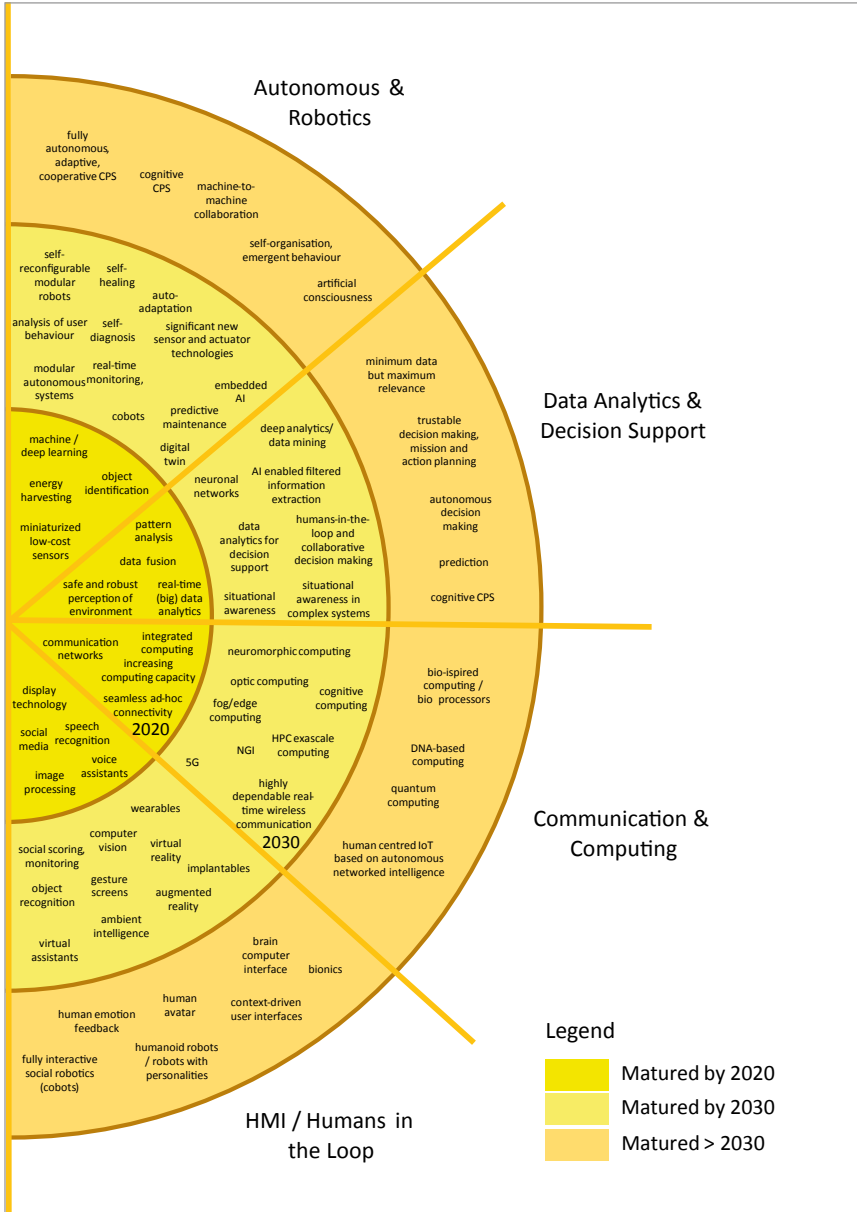 Autonomous &
Robotics
fully
autonomous,
adaptive,
cooperative CPS
cognitive
CPS
machine-to-
machine
collaboration
self-organisation,
emergent behaviour
artificial
consciousness
self-
reconfigurable
modular
robots
self-
healing
auto-
adaptation
analysis of user
behaviour
self-
diagnosis
significant new
sensor and actuator
technologies
modular
autonomous
systems
real-time
monitoring,
embedded
AI
cobots
predictive
maintenance
digital
twin
machine /
deep learning
energy
harvesting
object
identification
miniaturized
low-cost
sensors
Data Analytics &
Decision Support
minimum data
but maximum
relevance
trustable
decision making,
mission and
action planning
autonomous
decision
making
prediction
cognitive CPS
deep analytics/
data mining
neuronal
networks
AI enabled filtered
information
extraction
data
analytics for
decision
support
humans-in-the-
loop and
collaborative
decision making
situational
awareness
situational
awareness in
complex systems
pattern
analysis
data fusion
safe and robust
perception of
environment
real-time
(big) data
analytics
communication
networks
integrated
computing
increasing
computing capacity
seamless ad-hoc
connectivity
2020
neuromorphic computing
optic computing
cognitive
computing
fog/edge
computing
HPC exascale
computing
NGI
5G
highly
dependable real-
time wireless
communication
2030
bio-ispired
computing /
bio processors
DNA-based
computing
quantum
computing
human centred IoT
based on autonomous
networked intelligence
Communication &
Computing
display
technology
social
media
speech
recognition
voice
assistants
image
processing
wearables
social scoring,
monitoring
computer
vision
virtual
reality
implantables
object
recognition
gesture
screens
augmented
reality
ambient
intelligence
virtual
assistants
brain
computer
interface
bionics
human emotion
feedback
human
avatar
context-driven
user interfaces
fully interactive
social robotics
(cobots)
humanoid robots
/ robots with
personalities
HMI / Humans in
the Loop
Legend
Matured by 2020
Matured by 2030
Matured > 2030